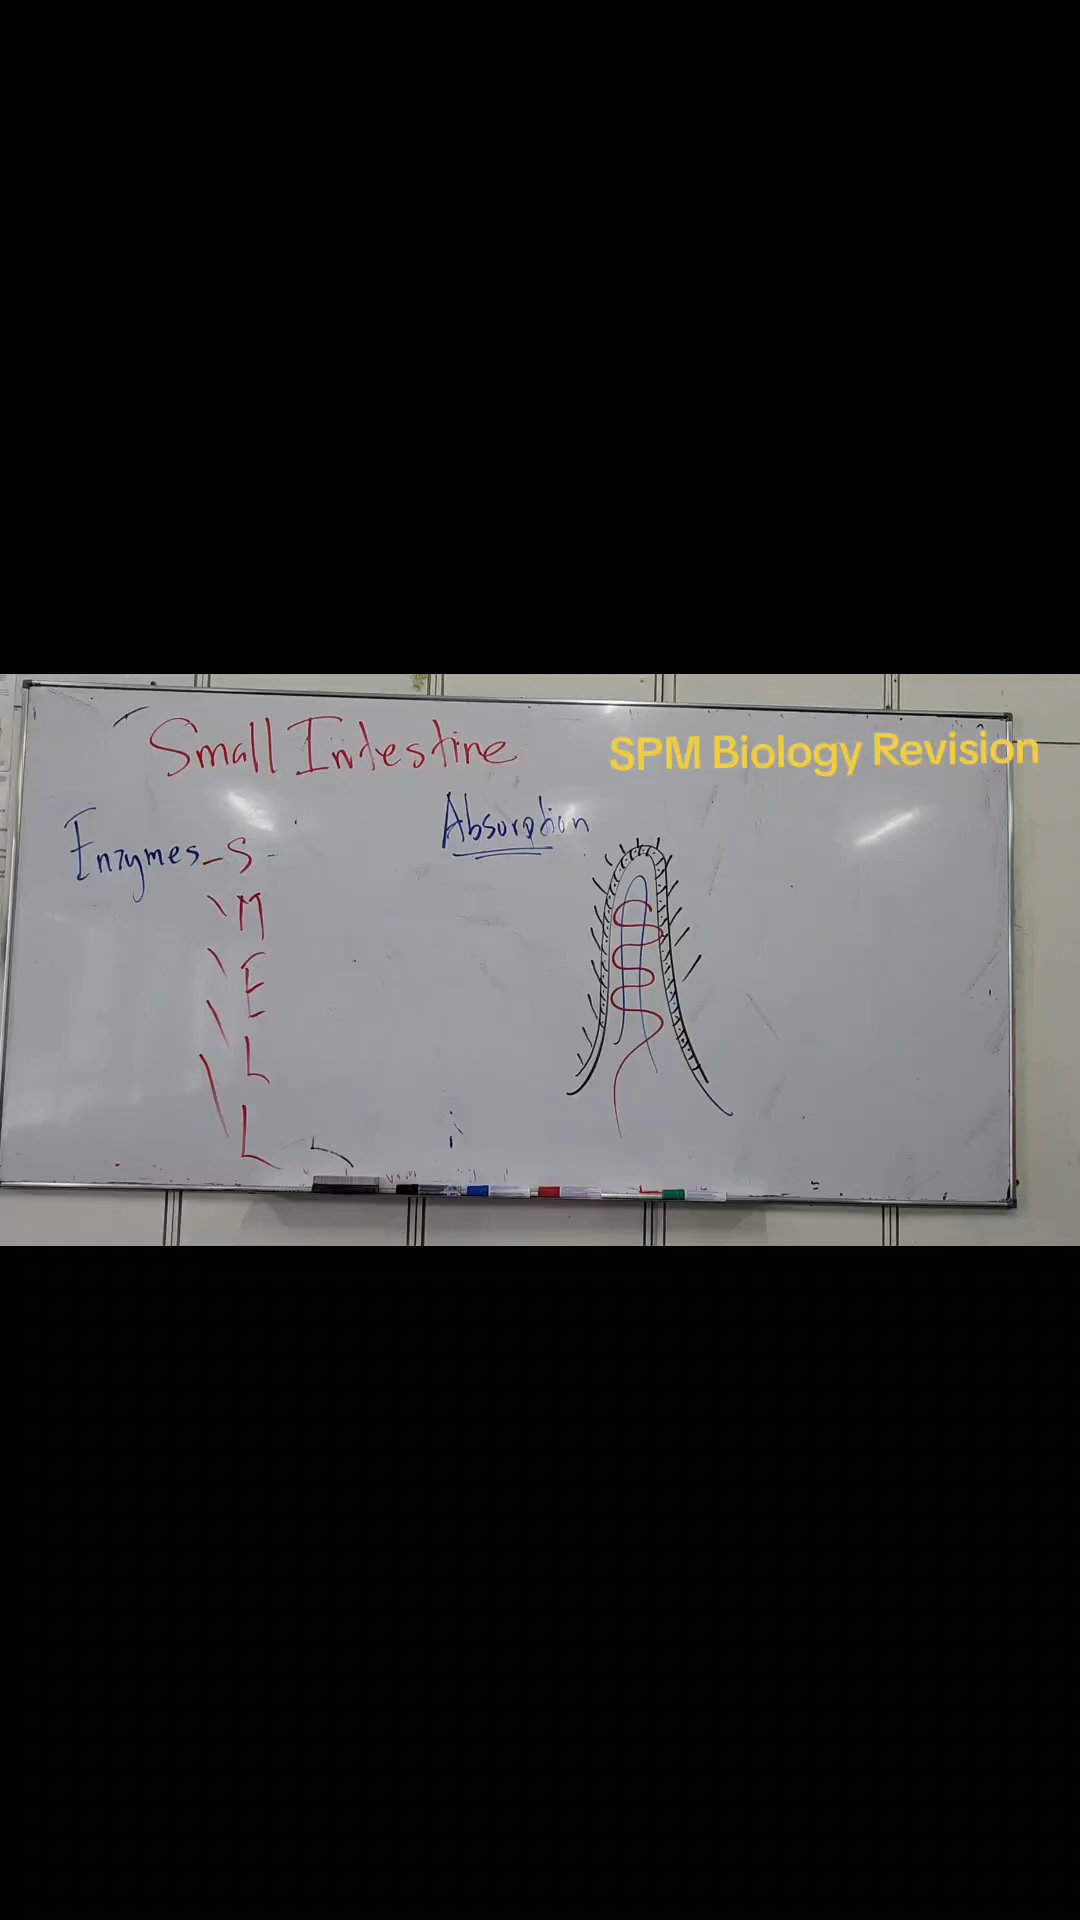 Small Intestine
SPM Biology Revision
Enzymes - S -
M
E
L
L
Absorption